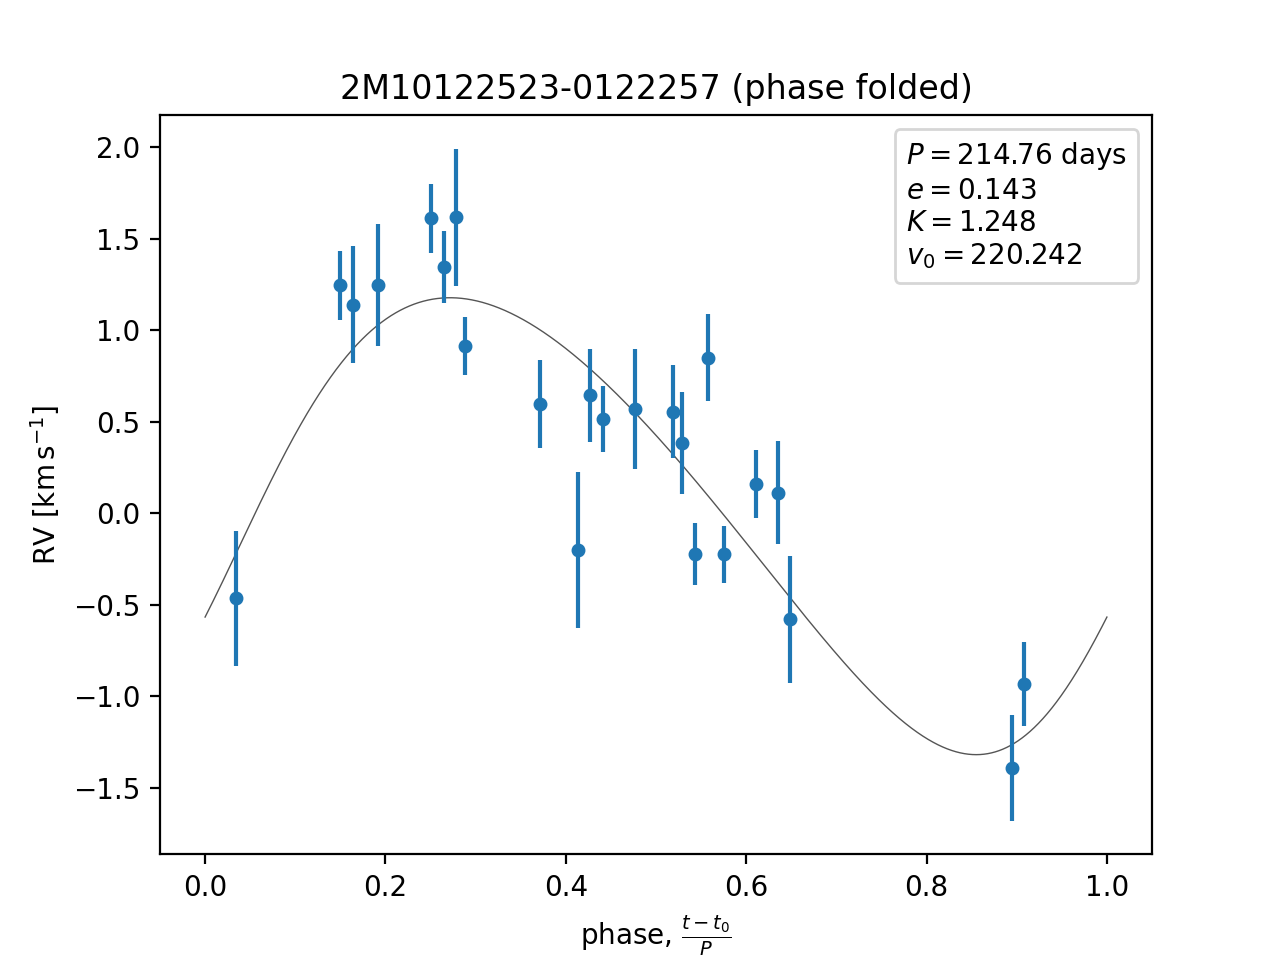 2M10122523-0122257 (phase folded)
P = 214.76 days
e = 0.143
K = 1.248
v₀ = 220.242
RV [km s⁻¹]
2.0
1.5
1.0
0.5
0.0
−0.5
−1.0
−1.5
0.0 0.2 0.4 0.6 0.8 1.0
phase, (t − t₀)/P